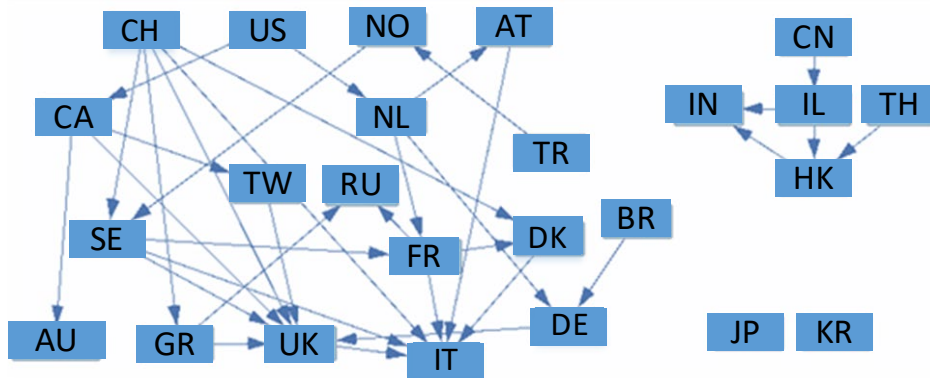 CH
US
NO
AT
CN
CA
NL
IN
IL
TH
TR
TW
RU
HK
SE
FR
DK
BR
AU
GR
UK
IT
DE
JP
KR